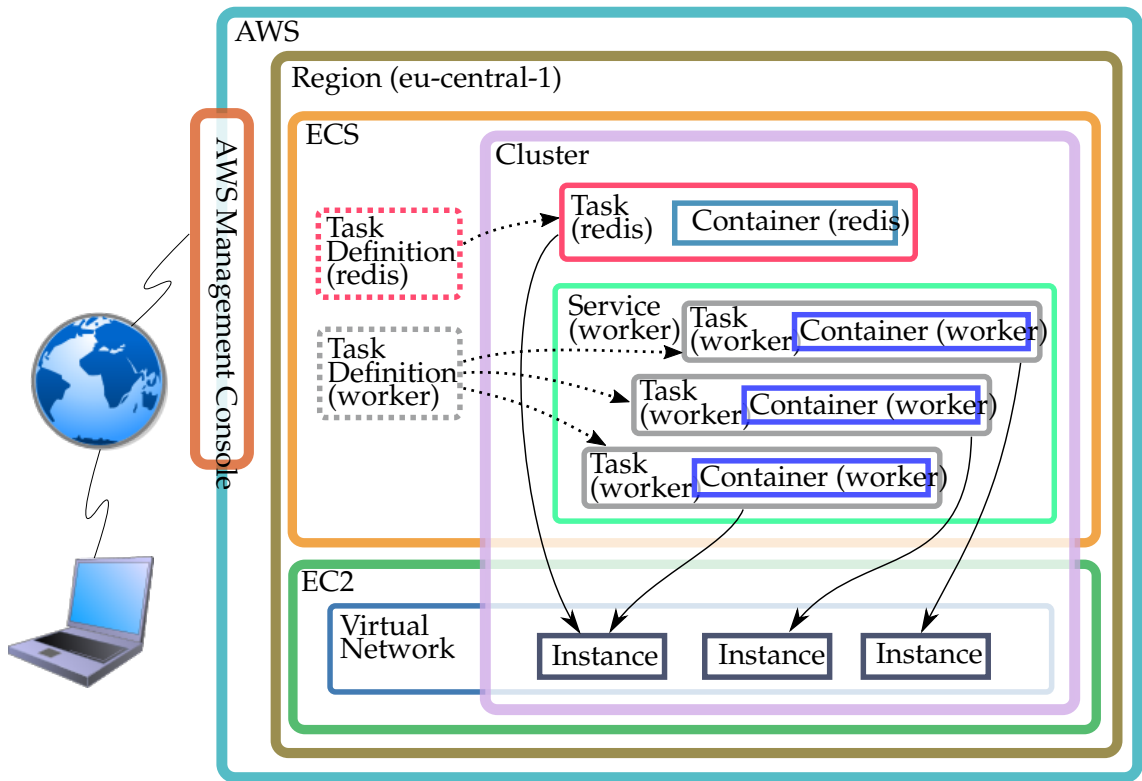 AWS
Region (eu-central-1)
AWS Management Console
ECS
Cluster
Task
Definition
(redis)
Task
(redis)
Container (redis)
Task
Definition
(worker)
Service
(worker)
Task
(worker)
Container (worker)
Task
(worker)
Container (worker)
Task
(worker)
Container (worker)
EC2
Virtual
Network
Instance
Instance
Instance